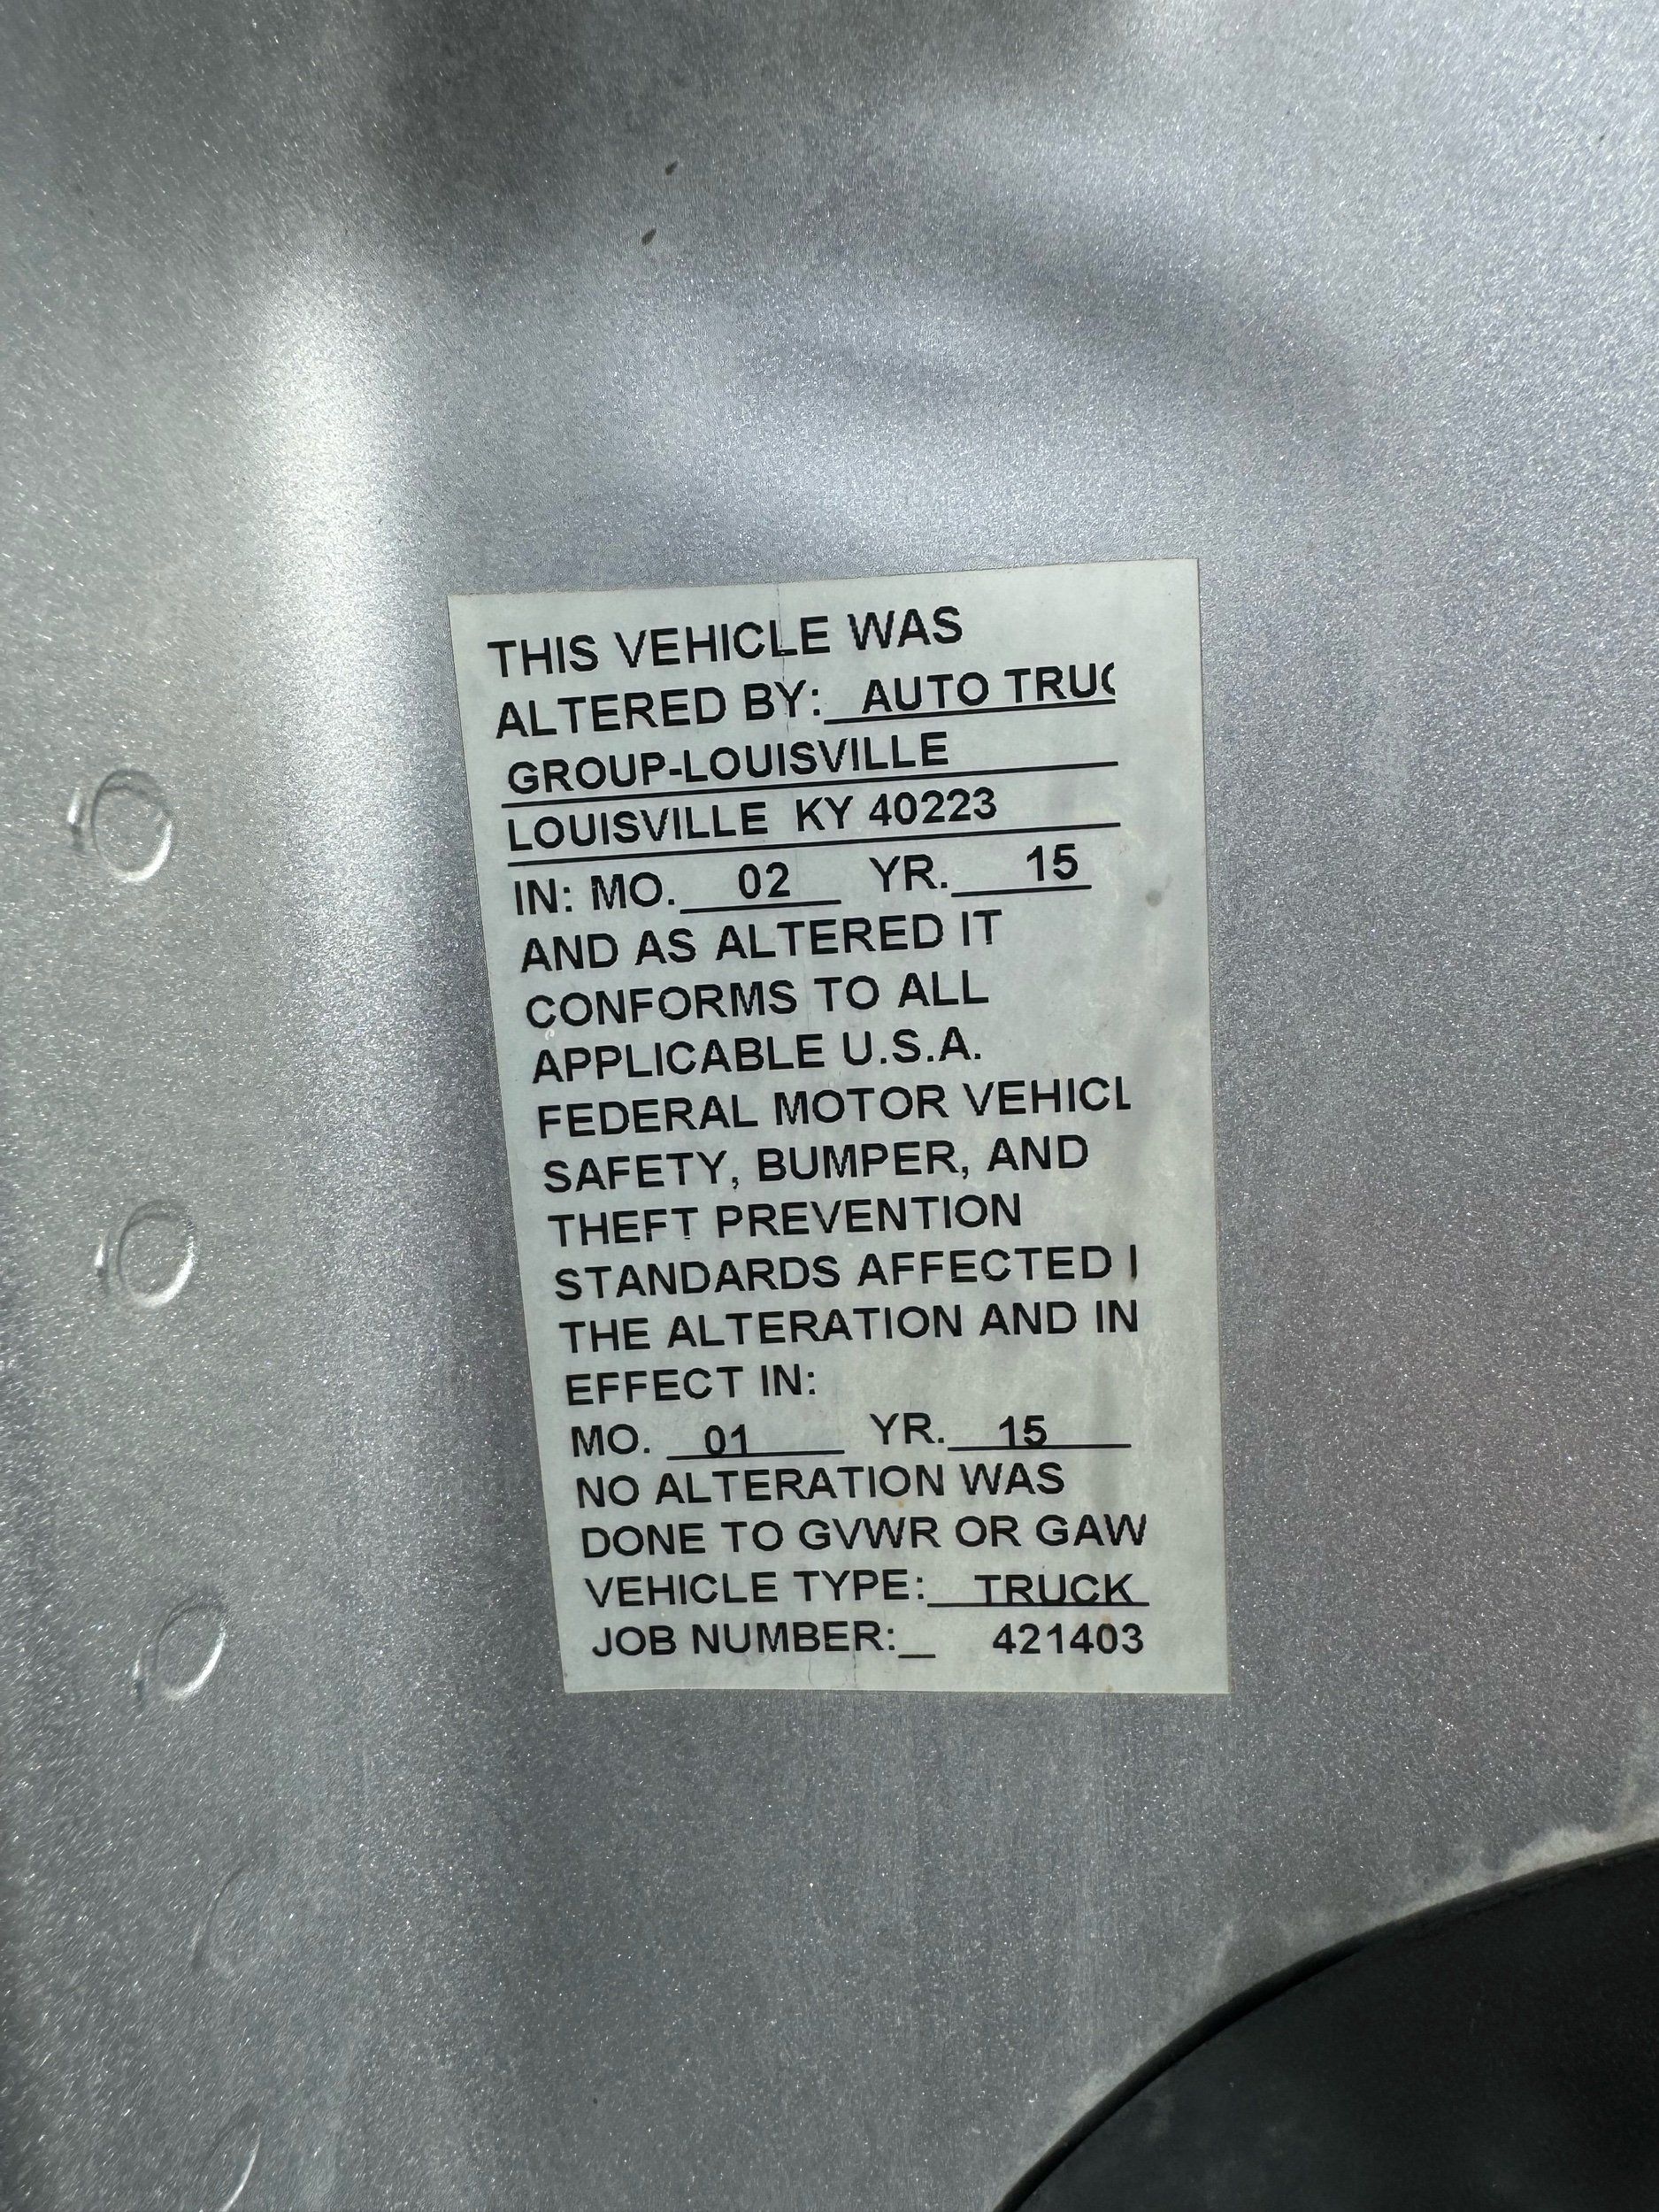 THIS VEHICLE WAS
ALTERED BY: AUTO TRUC
GROUP-LOUISVILLE
LOUISVILLE KY 40223
IN: MO. 02 YR. 15
AND AS ALTERED IT
CONFORMS TO ALL
APPLICABLE U.S.A.
FEDERAL MOTOR VEHICL
SAFETY, BUMPER, AND
THEFT PREVENTION
STANDARDS AFFECTED I
THE ALTERATION AND IN
EFFECT IN:
MO. 01 YR. 15
NO ALTERATION WAS
DONE TO GVWR OR GAW
VEHICLE TYPE: TRUCK
JOB NUMBER: 421403